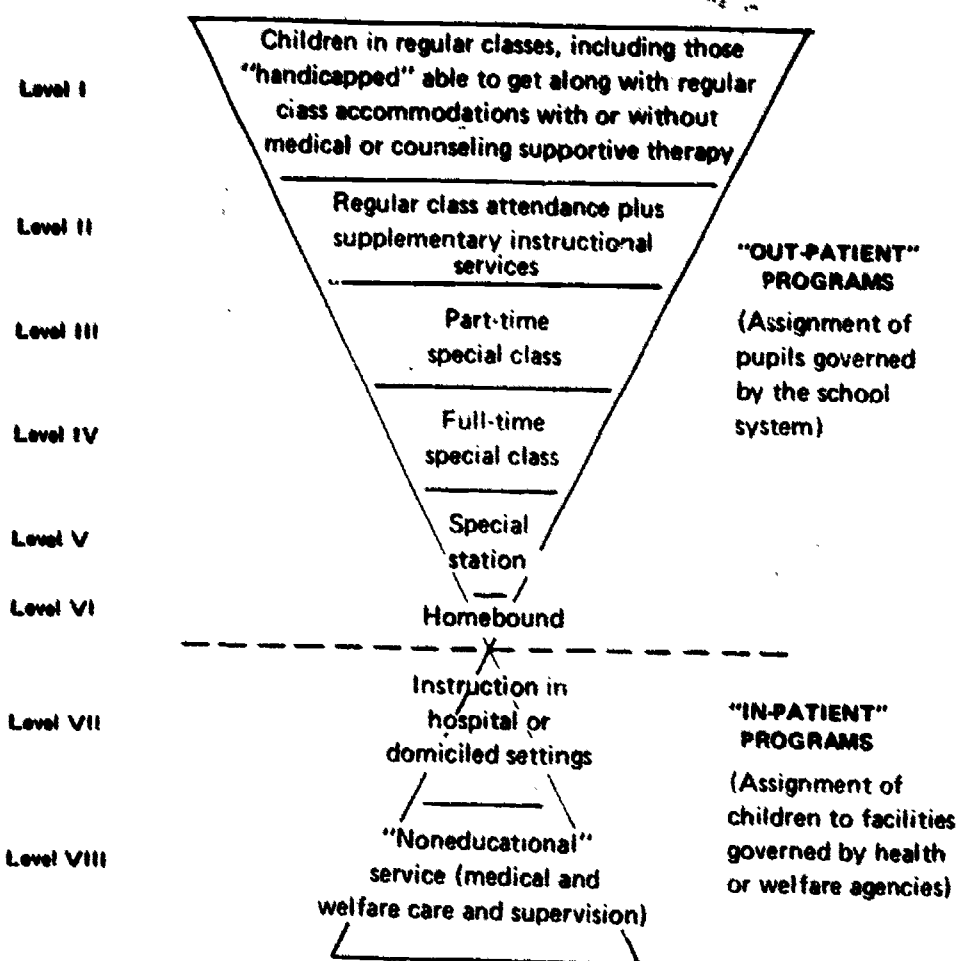 Level I
Children in regular classes, including those
"handicapped" able to get along with regular
class accommodations with or without
medical or counseling supportive therapy
Level II
Regular class attendance plus
supplementary instructional
services
Level III
Part-time
special class
Level IV
Full-time
special class
Level V
Special
station
Level VI
Homebound
"OUT-PATIENT"
PROGRAMS
(Assignment of
pupils governed
by the school
system)
Level VII
Instruction in
hospital or
domiciled settings
Level VIII
"Noneducational"
service (medical and
welfare care and supervision)
"IN-PATIENT"
PROGRAMS
(Assignment of
children to facilities
governed by health
or welfare agencies)